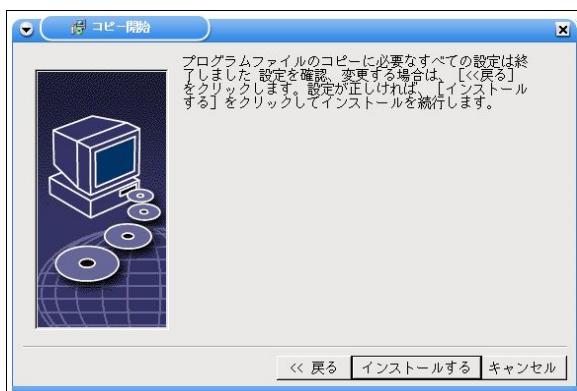 コピー開始
プログラムファイルのコピーに必要なすべての設定は終
了しました 設定を確認、変更する場合は、[<<戻る]
をクリックします。設定が正しければ、[インストール
する] をクリックしてインストールを続行します。
<< 戻る インストールする キャンセル